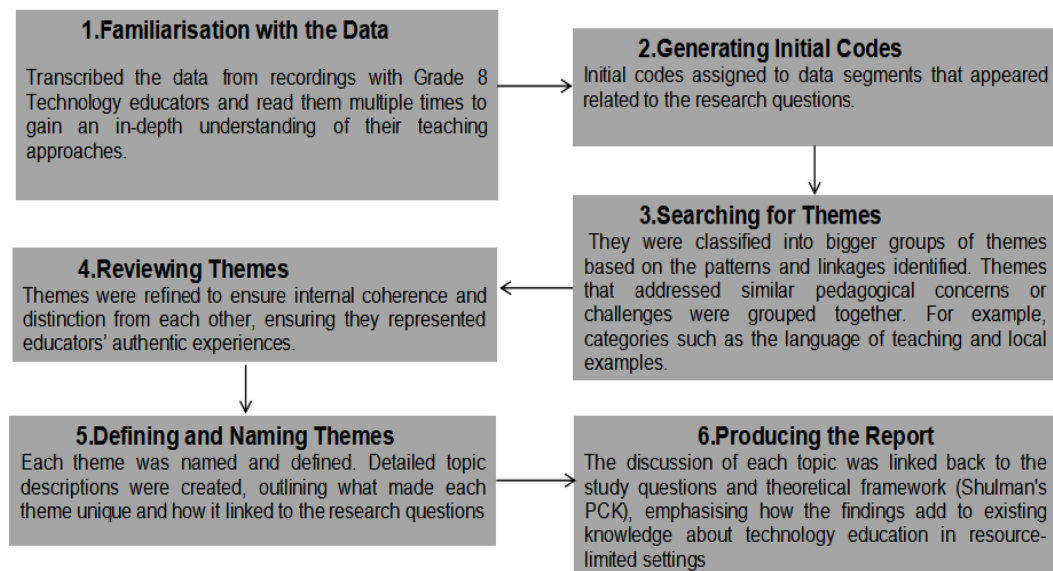 1.Familiarisation with the Data
Transcribed the data from recordings with Grade 8
Technology educators and read them multiple times to
gain an in-depth understanding of their teaching
approaches.
2.Generating Initial Codes
Initial codes assigned to data segments that appeared
related to the research questions.
3.Searching for Themes
They were classified into bigger groups of themes
based on the patterns and linkages identified. Themes
that addressed similar pedagogical concerns or
challenges were grouped together. For example,
categories such as the language of teaching and local
examples.
4.Reviewing Themes
Themes were refined to ensure internal coherence and
distinction from each other, ensuring they represented
educators’ authentic experiences.
5.Defining and Naming Themes
Each theme was named and defined. Detailed topic
descriptions were created, outlining what made each
theme unique and how it linked to the research questions
6.Producing the Report
The discussion of each topic was linked back to the
study questions and theoretical framework (Shulman's
PCK), emphasising how the findings add to existing
knowledge about technology education in resource-
limited settings